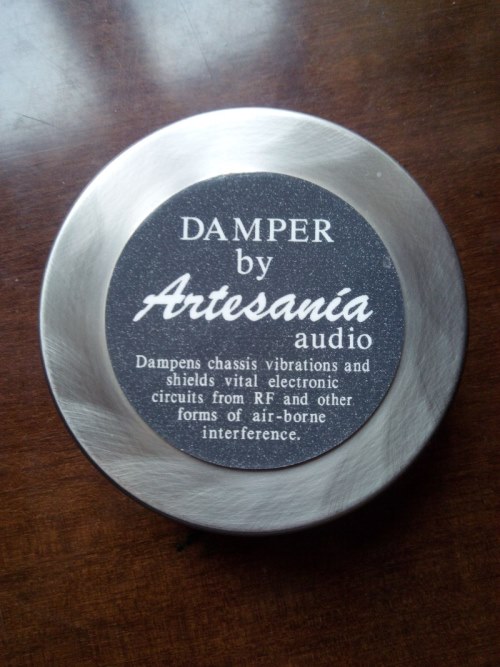 DAMPER
by
Artesanía
audio
Dampens chassis vibrations and
shields vital electronic
circuits from RF and other
forms of air-borne
interference.